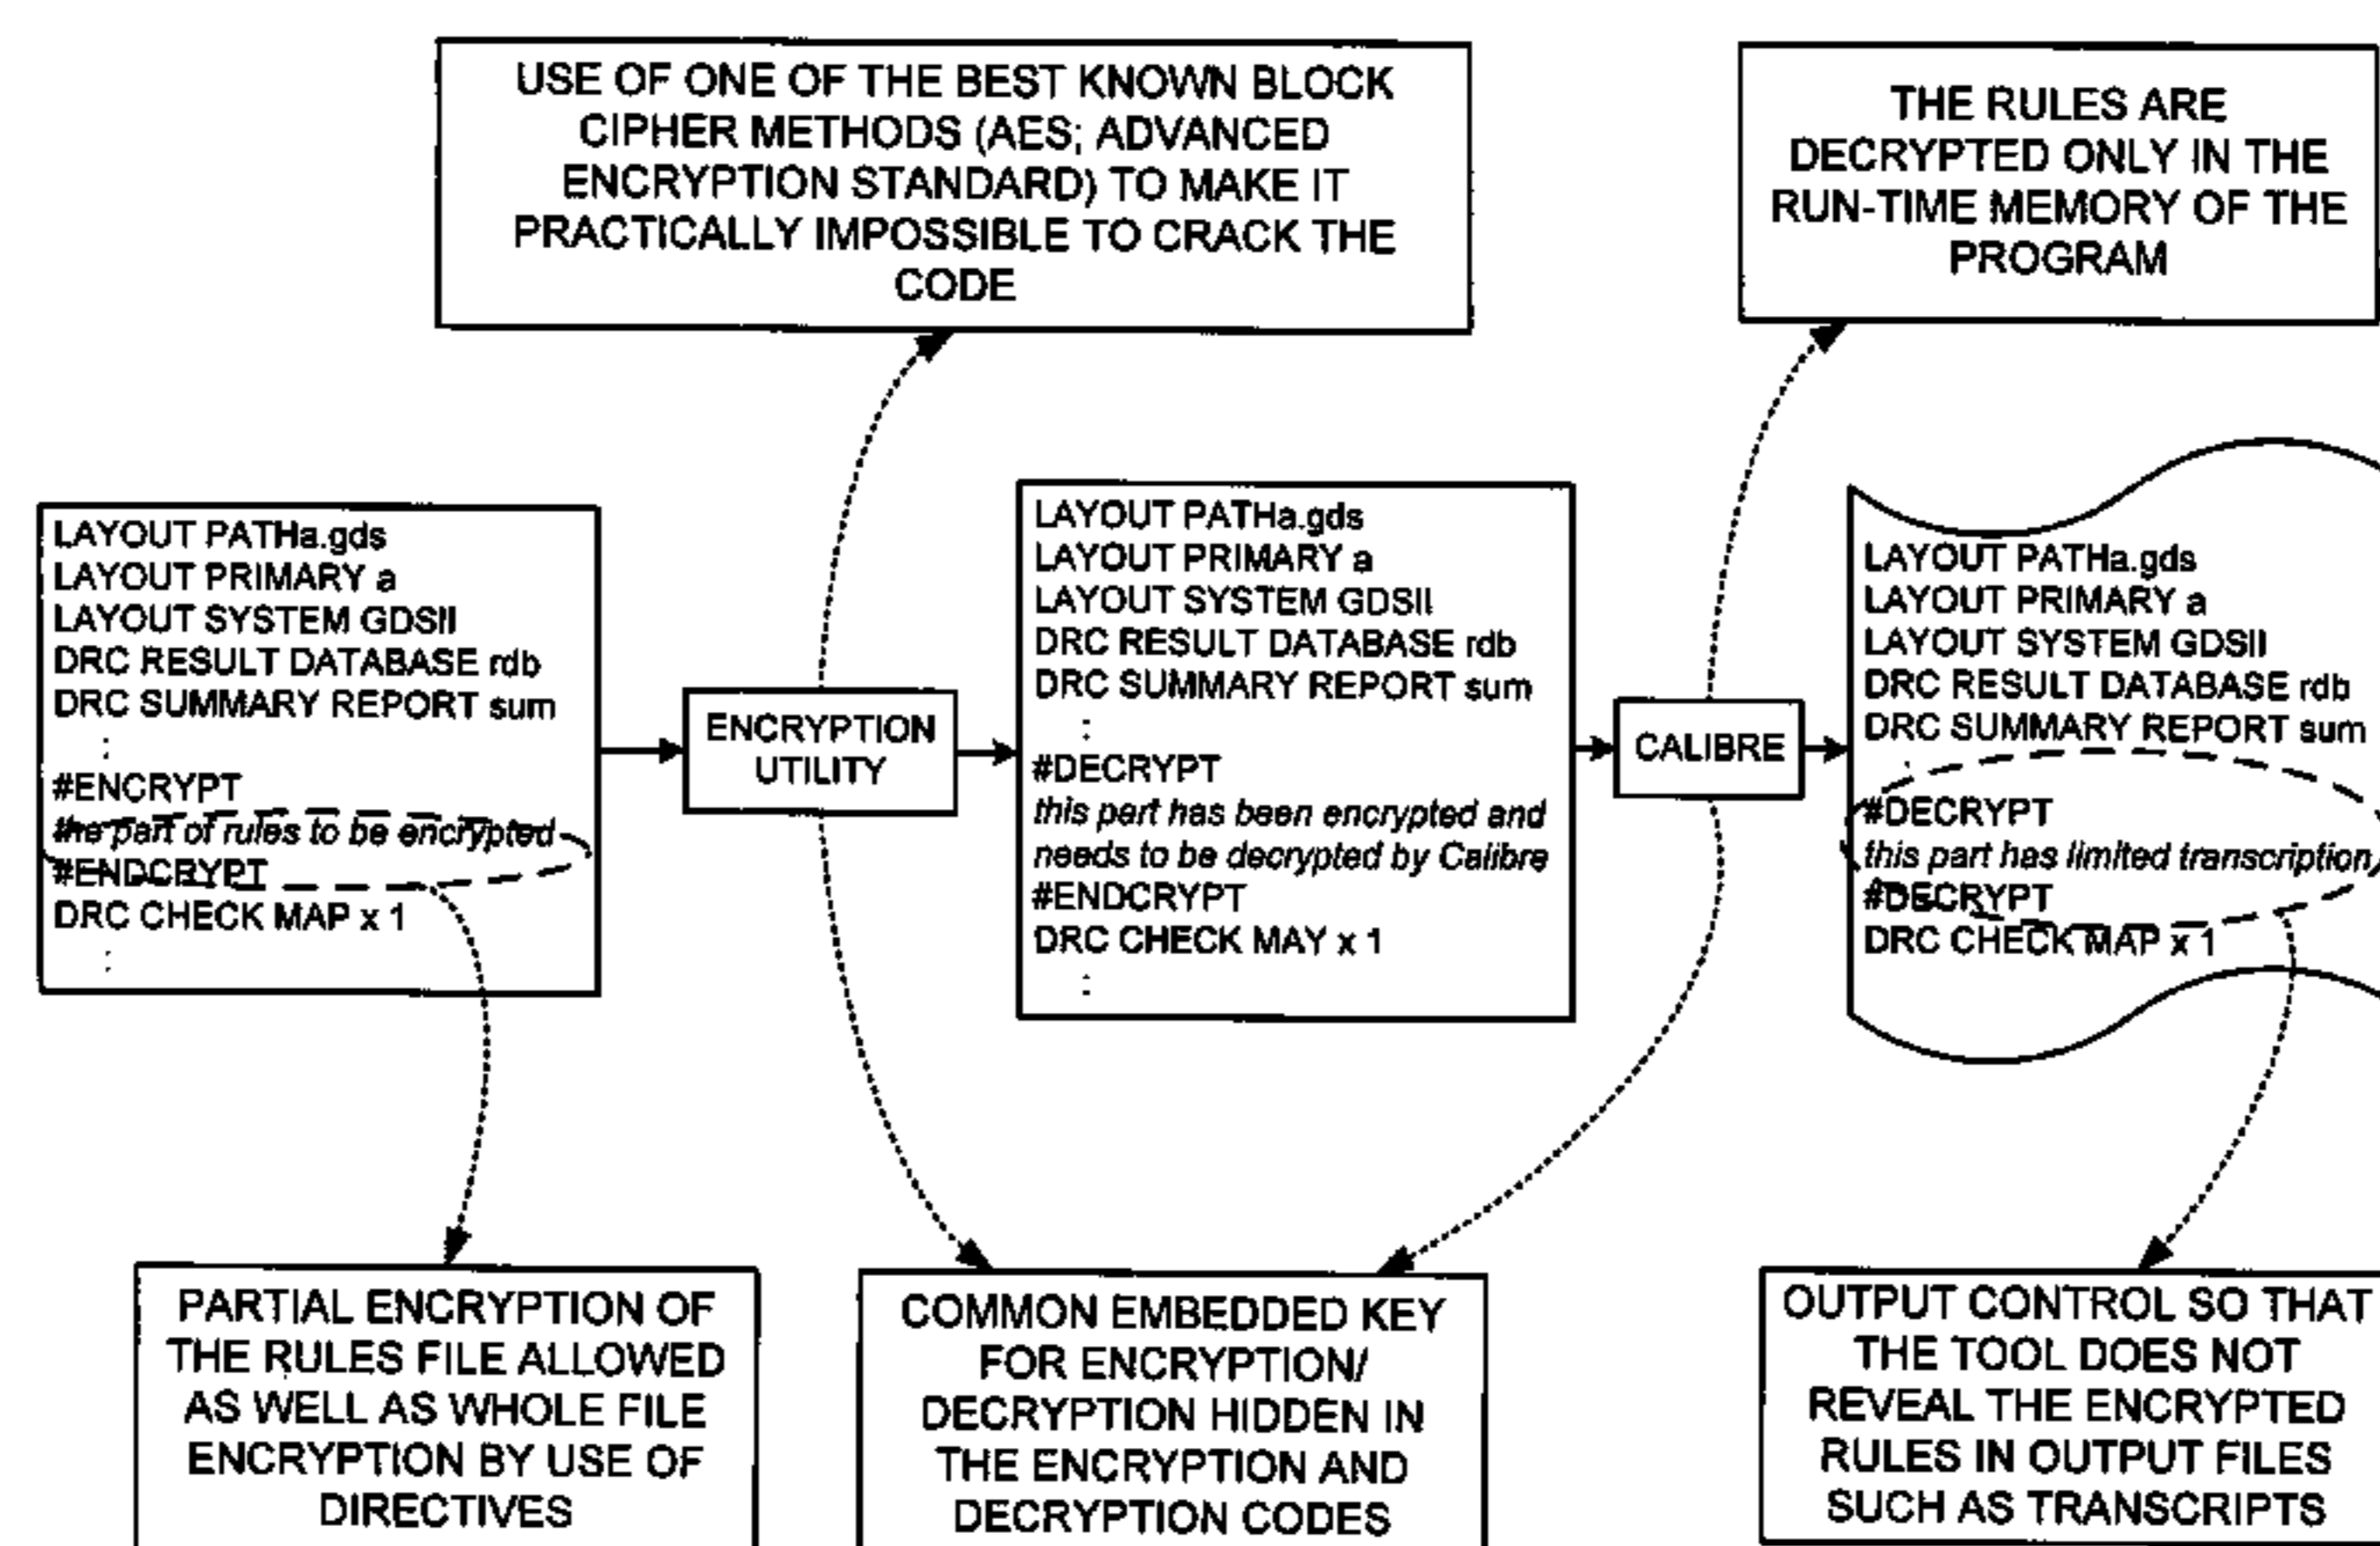 USE OF ONE OF THE BEST KNOWN BLOCK
CIPHER METHODS (AES; ADVANCED
ENCRYPTION STANDARD) TO MAKE IT
PRACTICALLY IMPOSSIBLE TO CRACK THE
CODE
THE RULES ARE
DECRYPTED ONLY IN THE
RUN-TIME MEMORY OF THE
PROGRAM
LAYOUT PATHa.gds
LAYOUT PRIMARY a
LAYOUT SYSTEM GDSII
DRC RESULT DATABASE rdb
DRC SUMMARY REPORT sum
:
#ENCRYPT
the part of rules to be encrypted
#ENDCRYPT
DRC CHECK MAP x 1
:
ENCRYPTION
UTILITY
LAYOUT PATHa.gds
LAYOUT PRIMARY a
LAYOUT SYSTEM GDSII
DRC RESULT DATABASE rdb
DRC SUMMARY REPORT sum
:
#DECRYPT
this part has been encrypted and
needs to be decrypted by Calibre
#ENDCRYPT
DRC CHECK MAY x 1
:
CALIBRE
LAYOUT PATHa.gds
LAYOUT PRIMARY a
LAYOUT SYSTEM GDSII
DRC RESULT DATABASE rdb
DRC SUMMARY REPORT sum
:
#DECRYPT
this part has limited transcription
#DECRYPT
DRC CHECK MAP x 1
PARTIAL ENCRYPTION OF
THE RULES FILE ALLOWED
AS WELL AS WHOLE FILE
ENCRYPTION BY USE OF
DIRECTIVES
COMMON EMBEDDED KEY
FOR ENCRYPTION/
DECRYPTION HIDDEN IN
THE ENCRYPTION AND
DECRYPTION CODES
OUTPUT CONTROL SO THAT
THE TOOL DOES NOT
REVEAL THE ENCRYPTED
RULES IN OUTPUT FILES
SUCH AS TRANSCRIPTS